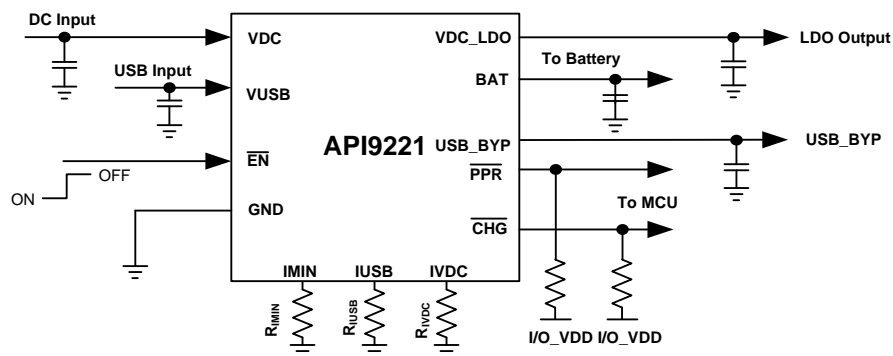 DC Input
VDC
VDC_LDO
LDO Output
USB Input
To Battery
VUSB
BAT
API9221
USB_BYP
USB_BYP
EN
PPR
ON
OFF
To MCU
GND
CHG
IMIN
IUSB
IVDC
RIMIN
RIUSB
RIVDC
I/O_VDD
I/O_VDD